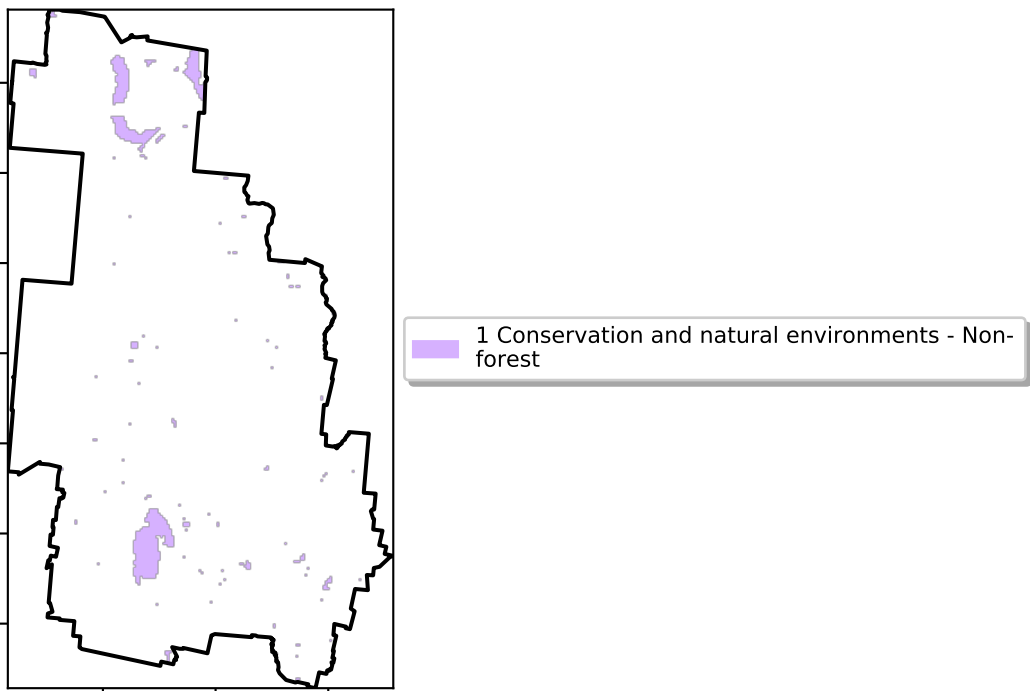 1 Conservation and natural environments - Non-
forest